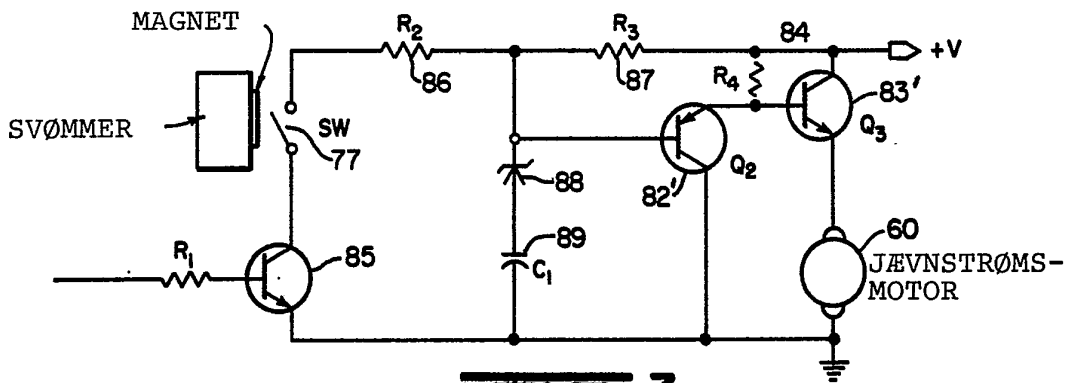 MAGNET
SVØMMER
SW
77
R2
86
R3
87
84
+V
R4
83'
Q3
Q2
82'
88
89
C1
R1
85
60
JÆVNSTRØMS-
MOTOR